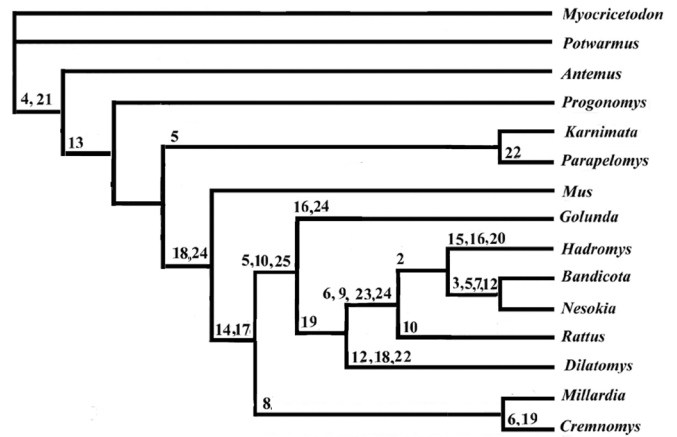 Myocricetodon
Potwarmus
Antemus
4, 21
Progonomys
5
Karnimata
13
22
Parapelomys
Mus
16,24
Golunda
15,16,20
Hadromys
18,24
5,10,25
2
Bandicota
3,5,7,12
6, 9, 23,24
Nesokia
14,17
19
10
Rattus
12,18,22
Dilatomys
Millardia
8
6,19
Cremnomys